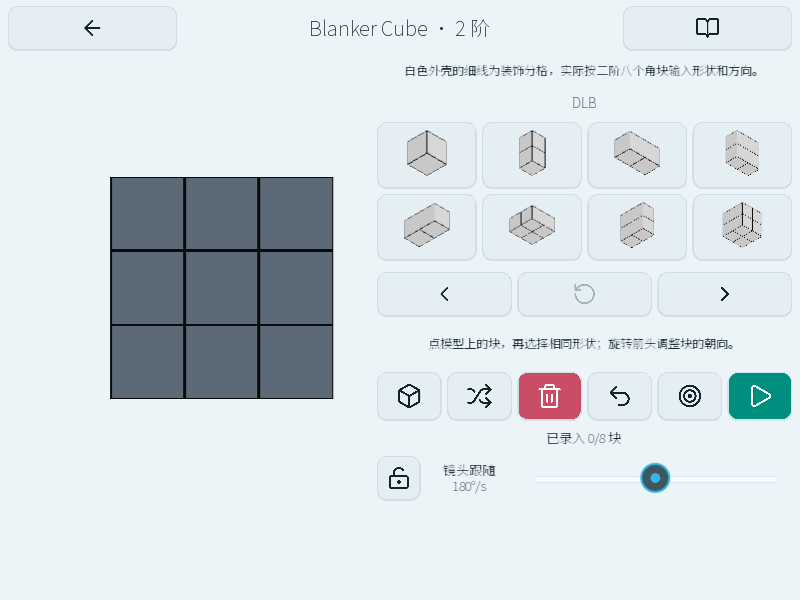 Blanker Cube · 2 阶
白色外壳的细线为装饰分格，实际按二阶八个角块输入形状和方向。
DLB
点模型上的块，再选择相同形状；旋转箭头调整块的朝向。
已录入 0/8 块
镜头跟随
180°/s